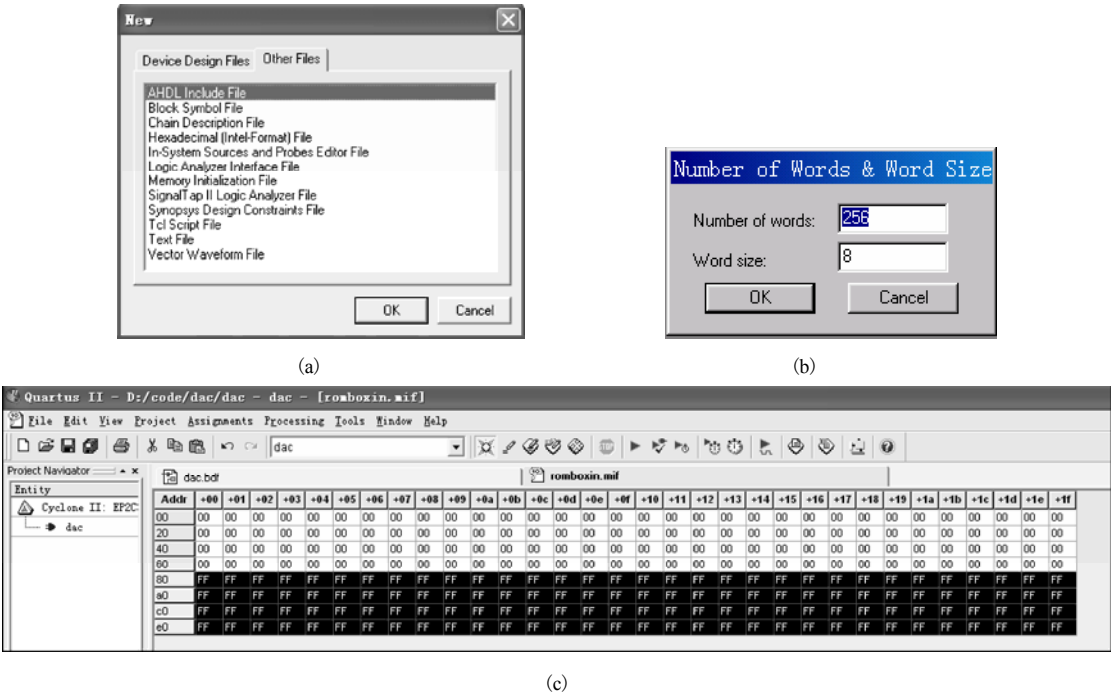 New
Device Design Files Other Files
AHDL Include File
Block Symbol File
Chain Description File
Hexadecimal (Intel-Format) File
In-System Sources and Probes Editor File
Logic Analyzer Interface File
Memory Initialization File
SignalTap II Logic Analyzer File
Synopsys Design Constraints File
Tcl Script File
Text File
Vector Waveform File
OK Cancel
(a)
Number of Words & Word Size
Number of words: 256
Word size: 8
OK Cancel
(b)
Quartus II - D:/code/dac/dac - dac - [romboxin.mif]
File Edit View Project Assignments Processing Tools Window Help
dac
Project Navigator
Entity
Cyclone II: EP2C
dac
dac.bdf romboxin.mif
Addr +00 +01 +02 +03 +04 +05 +06 +07 +08 +09 +0a +0b +0c +0d +0e +0f +10 +11 +12 +13 +14 +15 +16 +17 +18 +19 +1a +1b +1c +1d +1e +1f
00 00 00 00 00 00 00 00 00 00 00 00 00 00 00 00 00 00 00 00 00 00 00 00 00 00 00 00 00 00 00 00 00
20 00 00 00 00 00 00 00 00 00 00 00 00 00 00 00 00 00 00 00 00 00 00 00 00 00 00 00 00 00 00 00 00
40 00 00 00 00 00 00 00 00 00 00 00 00 00 00 00 00 00 00 00 00 00 00 00 00 00 00 00 00 00 00 00 00
60 00 00 00 00 00 00 00 00 00 00 00 00 00 00 00 00 00 00 00 00 00 00 00 00 00 00 00 00 00 00 00 00
80 FF FF FF FF FF FF FF FF FF FF FF FF FF FF FF FF FF FF FF FF FF FF FF FF FF FF FF FF FF FF FF FF
a0 FF FF FF FF FF FF FF FF FF FF FF FF FF FF FF FF FF FF FF FF FF FF FF FF FF FF FF FF FF FF FF FF
c0 FF FF FF FF FF FF FF FF FF FF FF FF FF FF FF FF FF FF FF FF FF FF FF FF FF FF FF FF FF FF FF FF
e0 FF FF FF FF FF FF FF FF FF FF FF FF FF FF FF FF FF FF FF FF FF FF FF FF FF FF FF FF FF FF FF FF
(c)